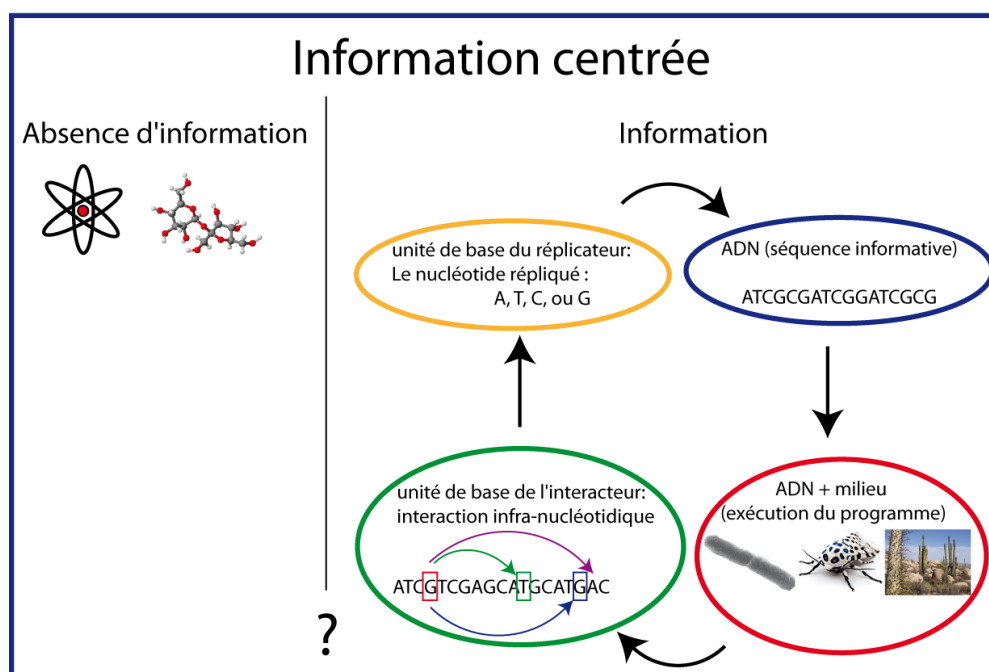 Information centrée
Absence d'information
Information
unité de base du réplicateur:
Le nucléotide répliqué :
A, T, C, ou G
ADN (séquence informative)
ATCGCGATCGGATCGCG
unité de base de l'interacteur:
interaction infra-nucléotidique
ATCGTCGAGCATGCATGAC
ADN + milieu
(exécution du programme)
?